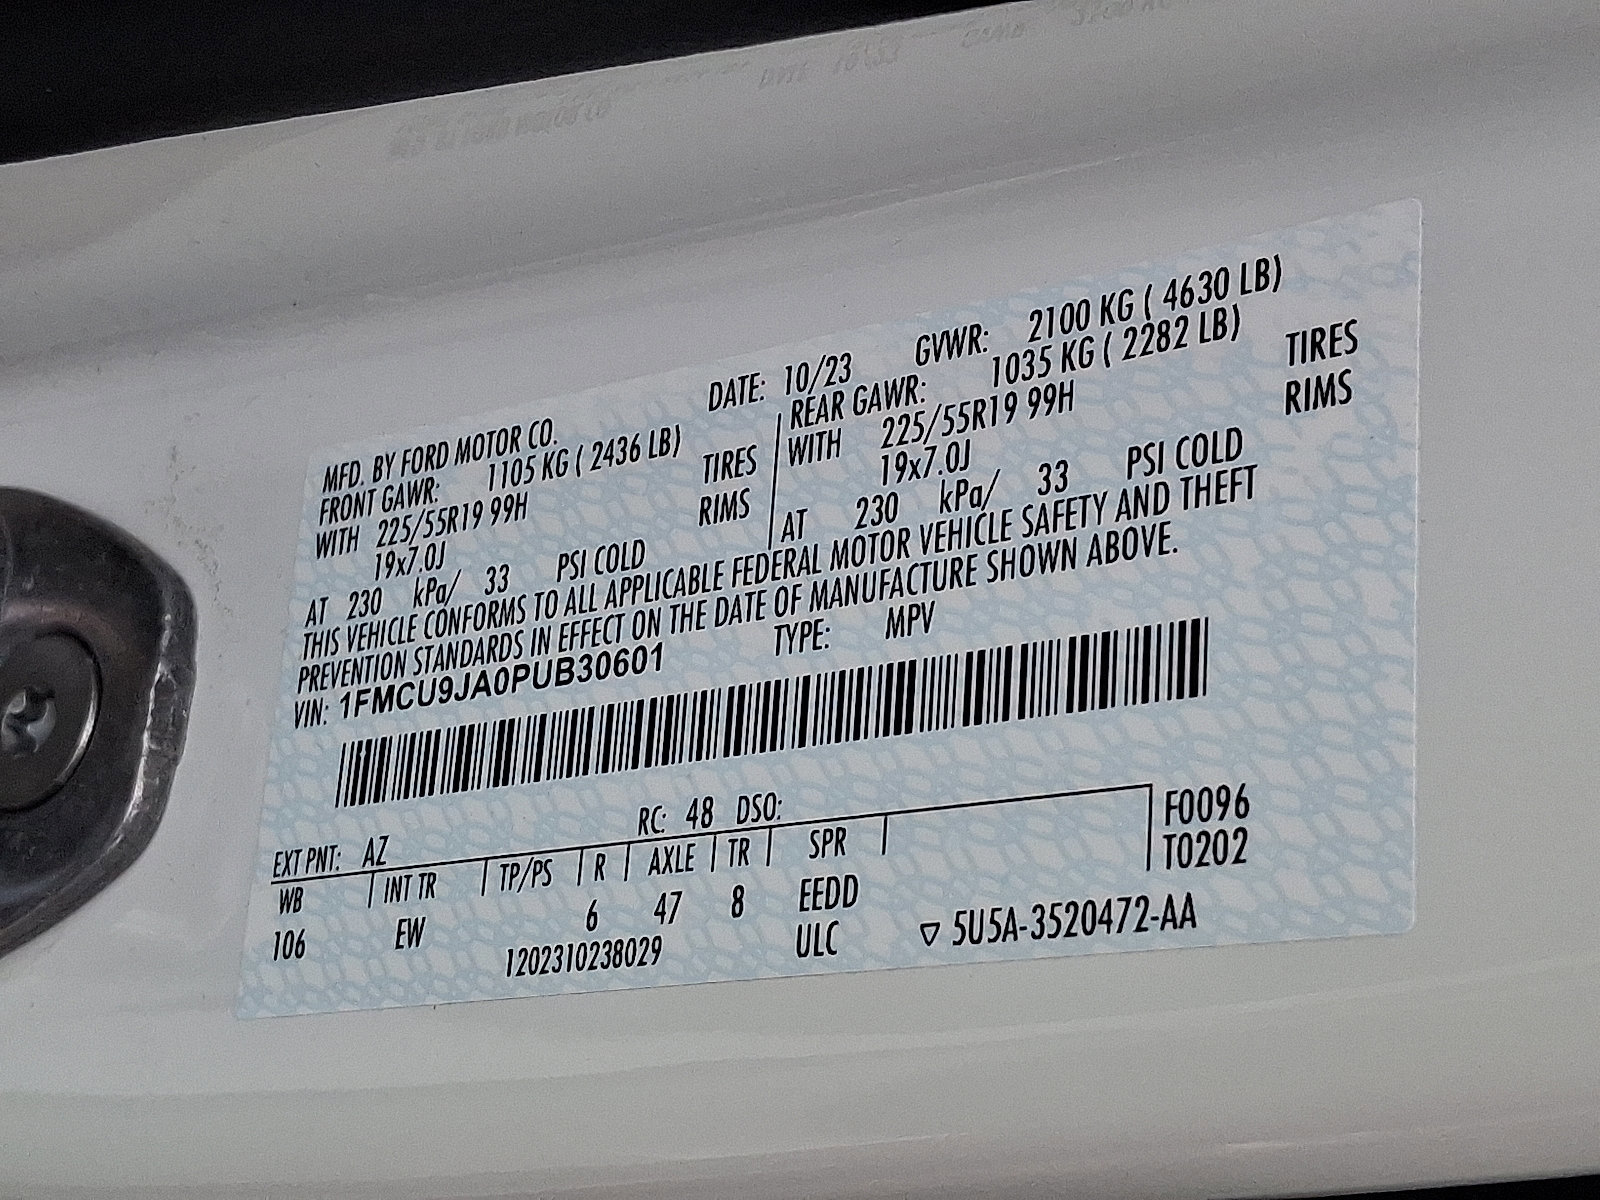 MFD. BY FORD MOTOR CO. DATE: 10/23 GVWR: 2100 KG ( 4630 LB)
FRONT GAWR: 1105 KG ( 2436 LB) REAR GAWR: 1035 KG ( 2282 LB)
WITH 225/55R19 99H TIRES WITH 225/55R19 99H TIRES
19x7.0J RIMS 19x7.0J RIMS
AT 230 kPa/ 33 PSI COLD AT 230 kPa/ 33 PSI COLD
THIS VEHICLE CONFORMS TO ALL APPLICABLE FEDERAL MOTOR VEHICLE SAFETY AND THEFT
PREVENTION STANDARDS IN EFFECT ON THE DATE OF MANUFACTURE SHOWN ABOVE.
VIN: 1FMCU9JA0PUB30601 TYPE: MPV
EXT PNT: AZ RC: 48 DSO: F0096
WB INT TR TP/PS R AXLE TR SPR T0202
106 EW 6 47 8 EEDD
1202310238029 ULC ▽ 5U5A-3520472-AA